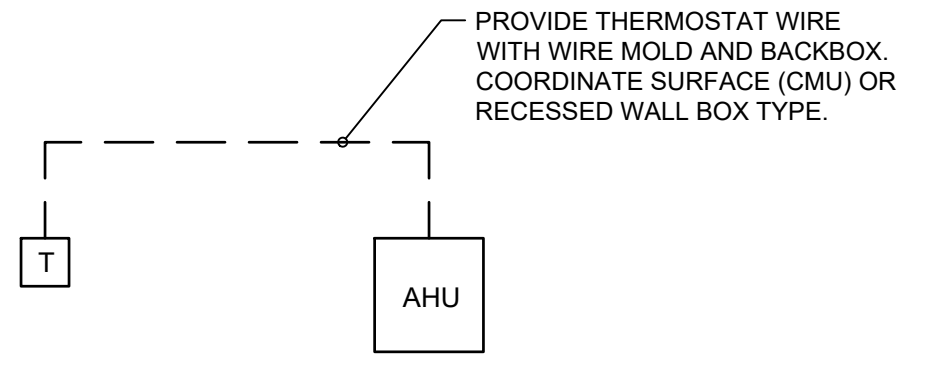 PROVIDE THERMOSTAT WIRE
WITH WIRE MOLD AND BACKBOX.
COORDINATE SURFACE (CMU) OR
RECESSED WALL BOX TYPE.
T
AHU